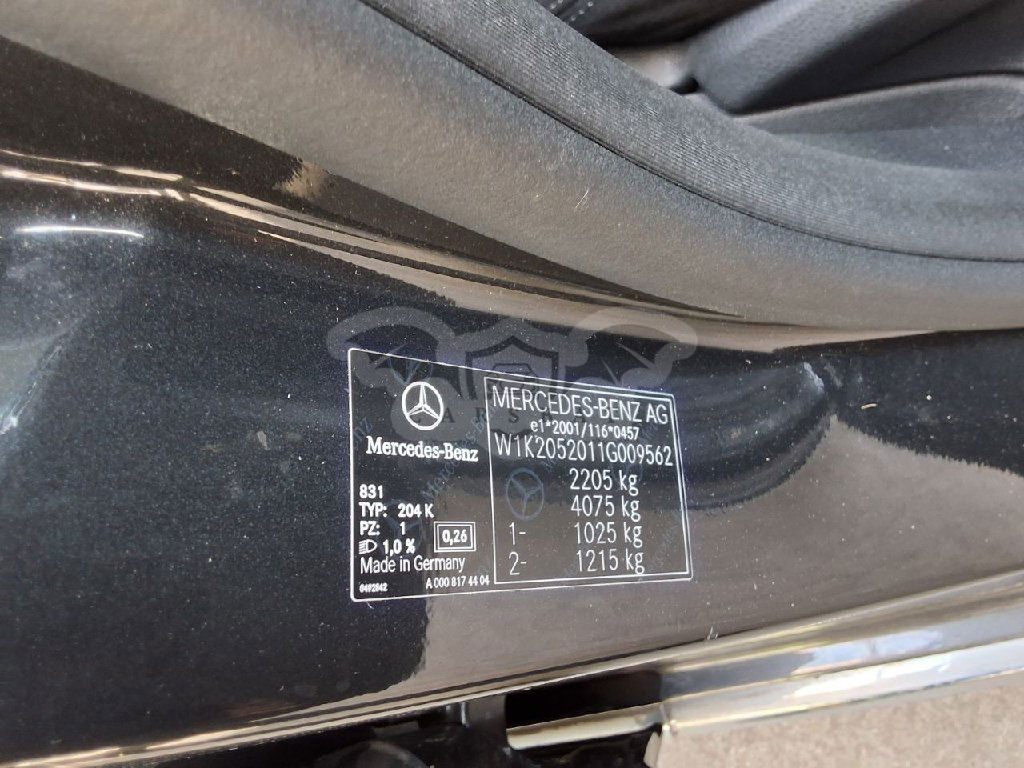 Mercedes-Benz
831
TYP: 204 K
PZ: 1
0,26
1,0 %
Made in Germany
0492842
A 000 817 44 04
MERCEDES-BENZ AG
e1*2001/116*0457
W1K2052011G009562
2205 kg
4075 kg
1- 1025 kg
2- 1215 kg